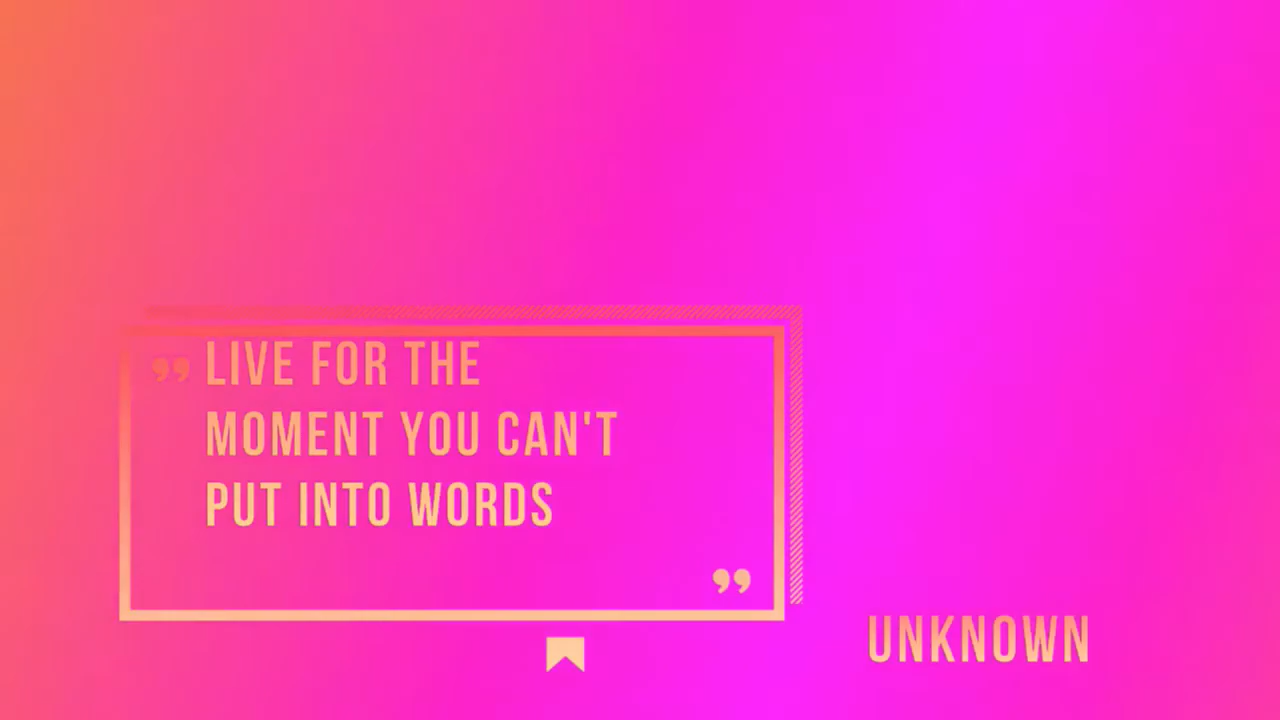 " LIVE FOR THE
MOMENT YOU CAN'T
PUT INTO WORDS
"
UNKNOWN